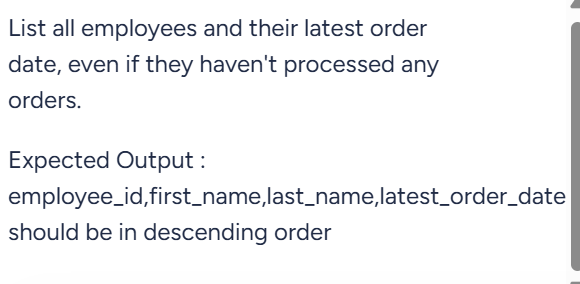 List all employees and their latest order
date, even if they haven't processed any
orders.
Expected Output :
employee_id,first_name,last_name,latest_order_date
should be in descending order